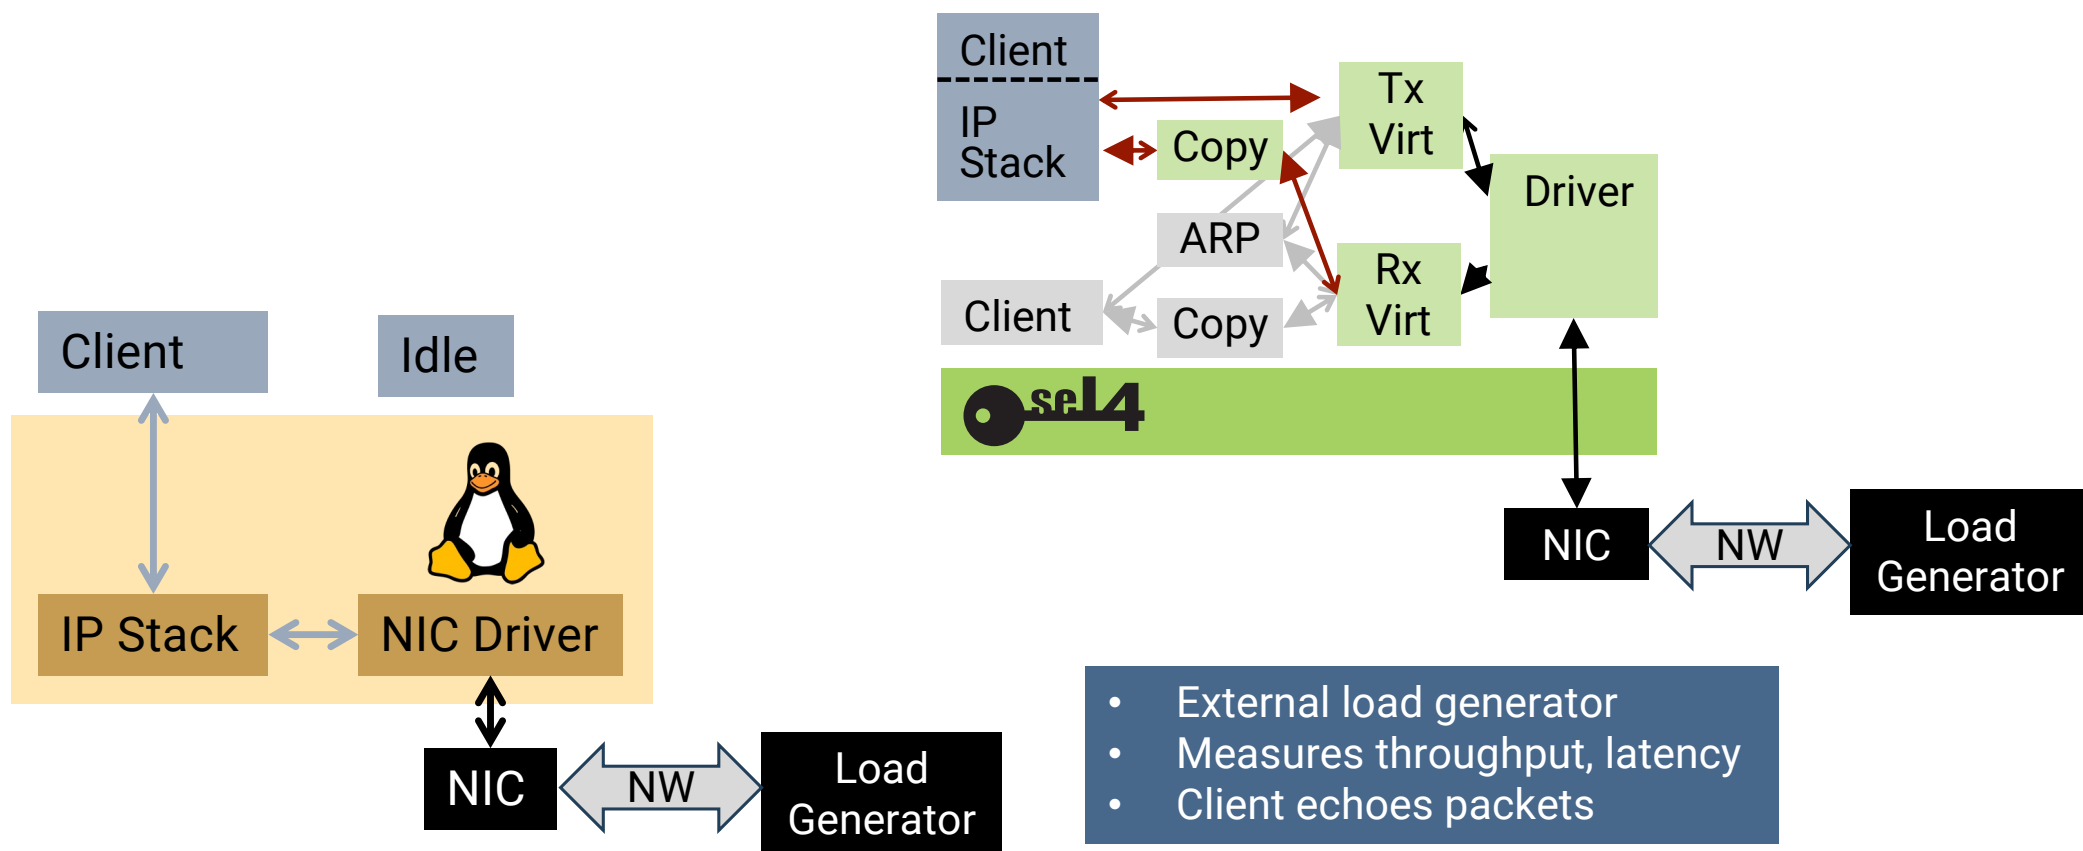 Client
Idle
IP Stack
NIC Driver
NIC
NW
Load
Generator
Client
IP
Stack
Copy
ARP
Client
Copy
Tx
Virt
Rx
Virt
Driver
seL4
NIC
NW
Load
Generator
• External load generator
• Measures throughput, latency
• Client echoes packets